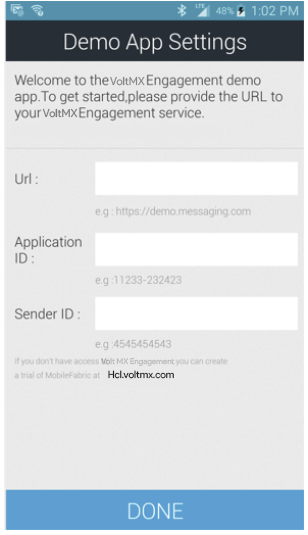 LTE 48% 1:02 PM
Demo App Settings
Welcome to the VoltMX Engagement demo
app.To get started,please provide the URL to
your VoltMX Engagement service.
Url :
e.g : https://demo.messaging.com
Application
ID :
e.g :11233-232423
Sender ID :
e.g :4545454543
If you don't have access Volt MX Engagement you can create
a trial of MobileFabric at Hcl.voltmx.com
DONE